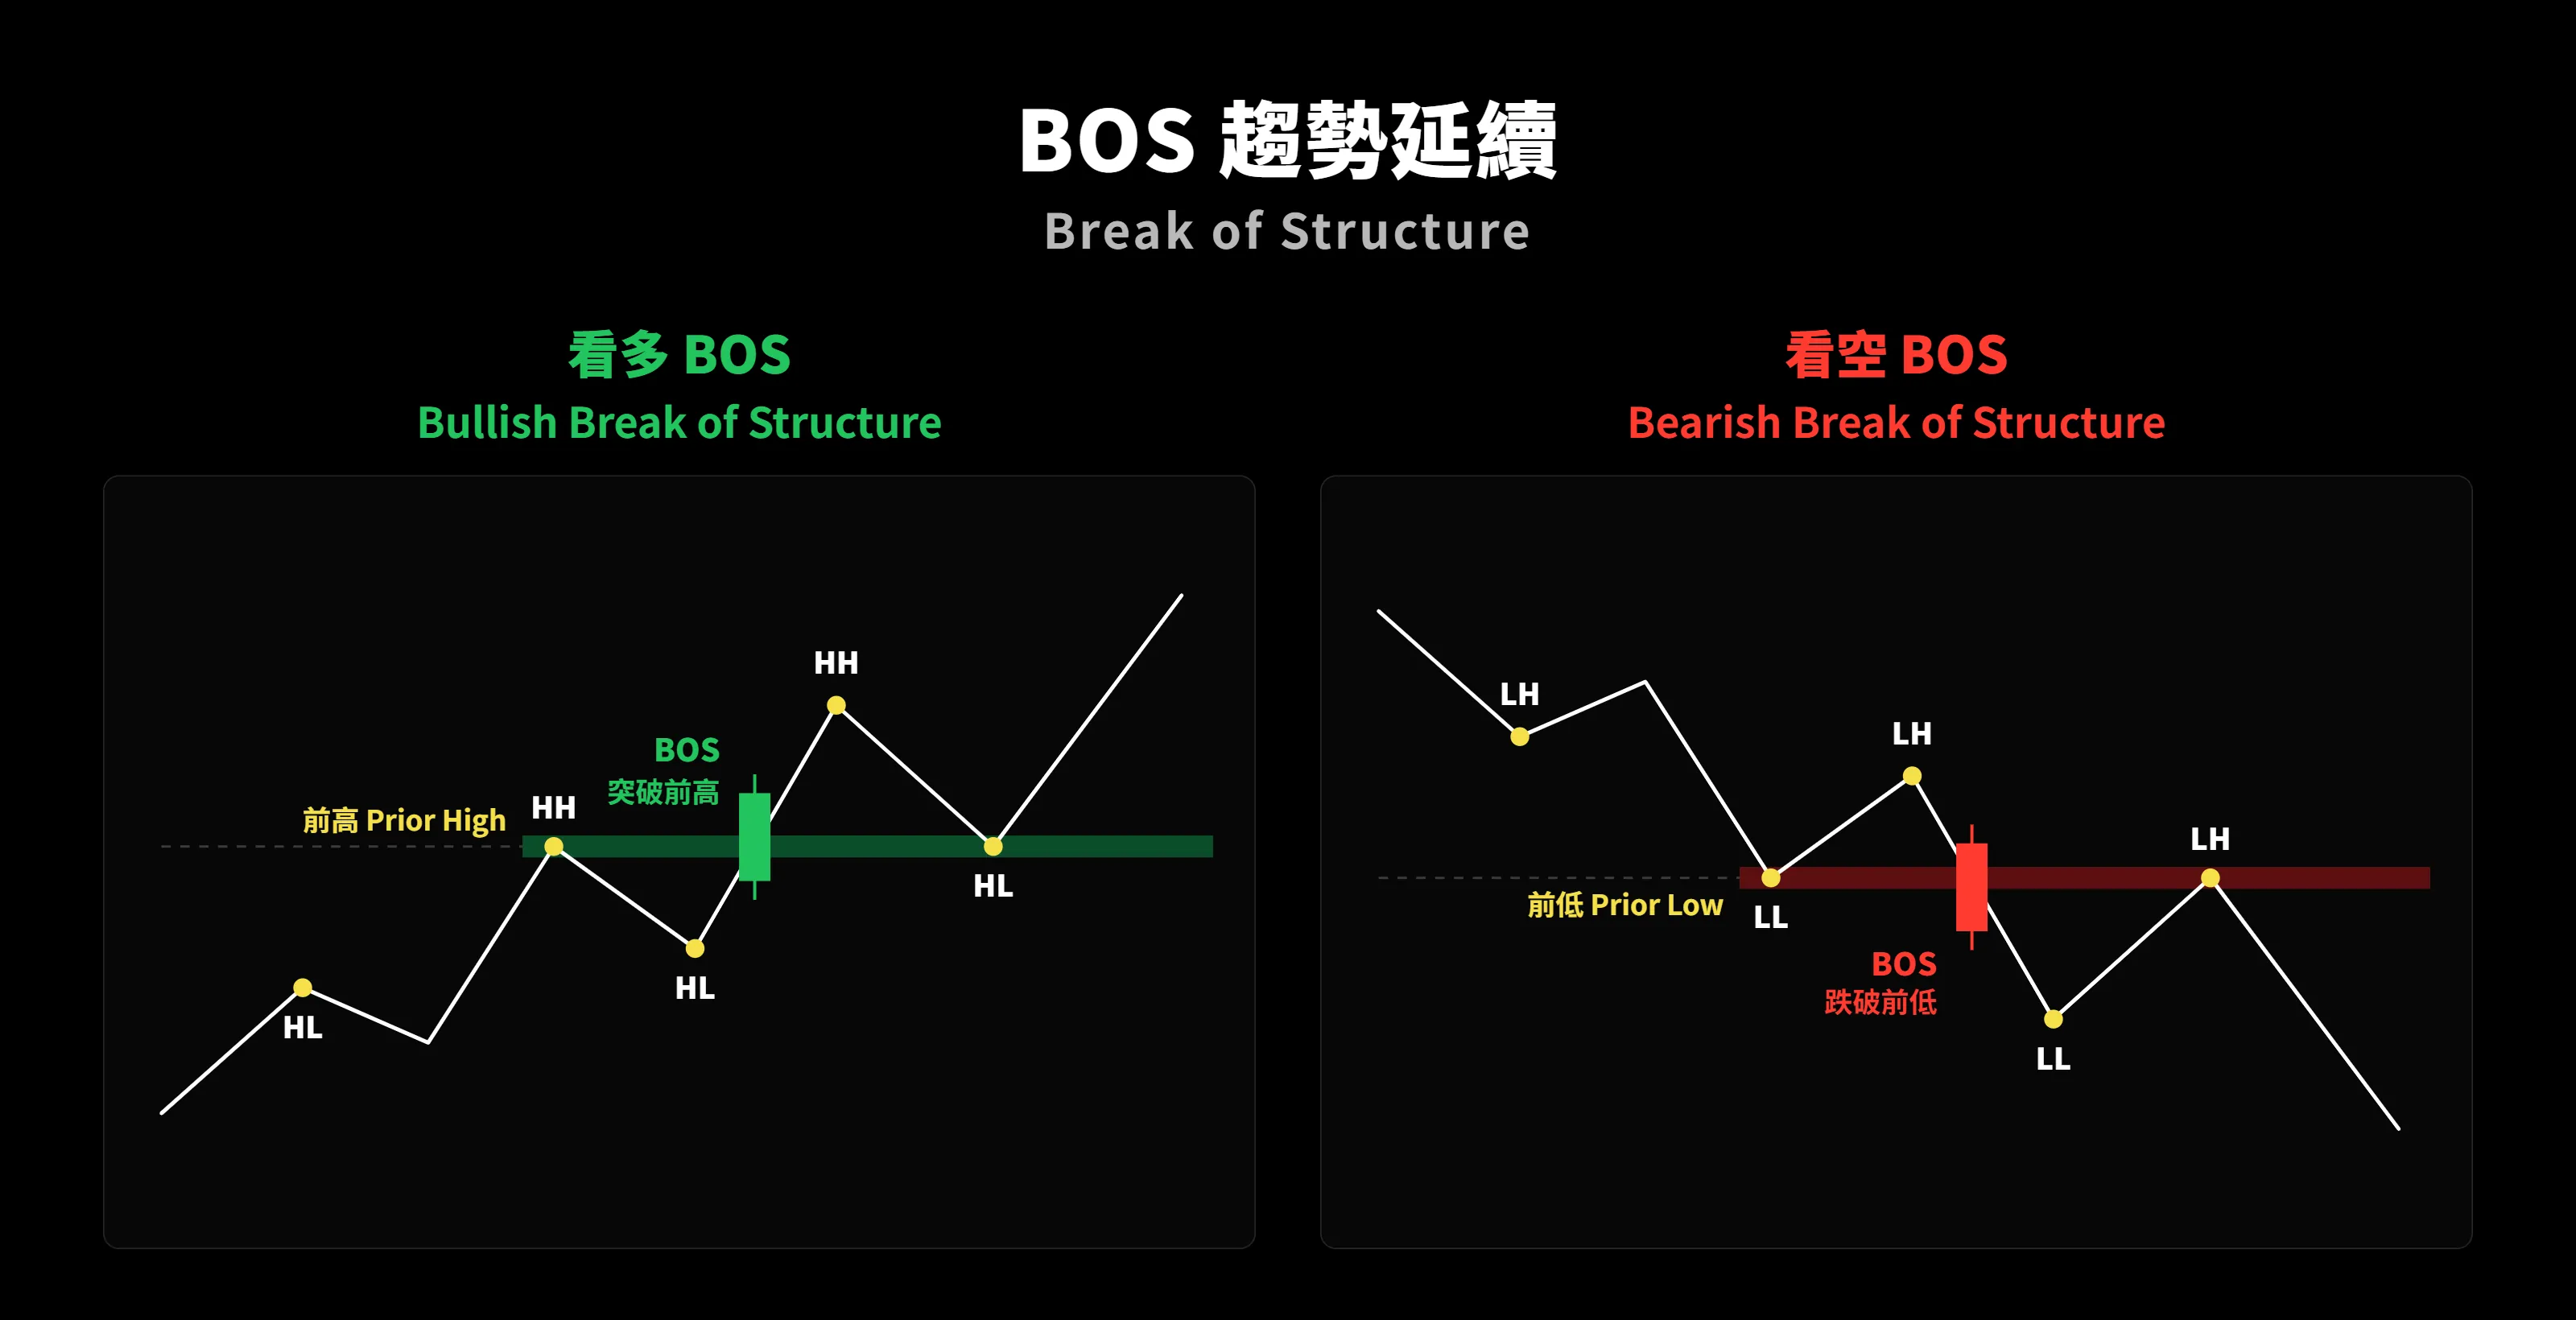 BOS 趨勢延續
Break of Structure
看多 BOS
Bullish Break of Structure
HH
BOS
突破前高
前高 Prior High
HH
HL
HL
HL
看空 BOS
Bearish Break of Structure
LH
LH
LH
前低 Prior Low
LL
BOS
跌破前低
LL